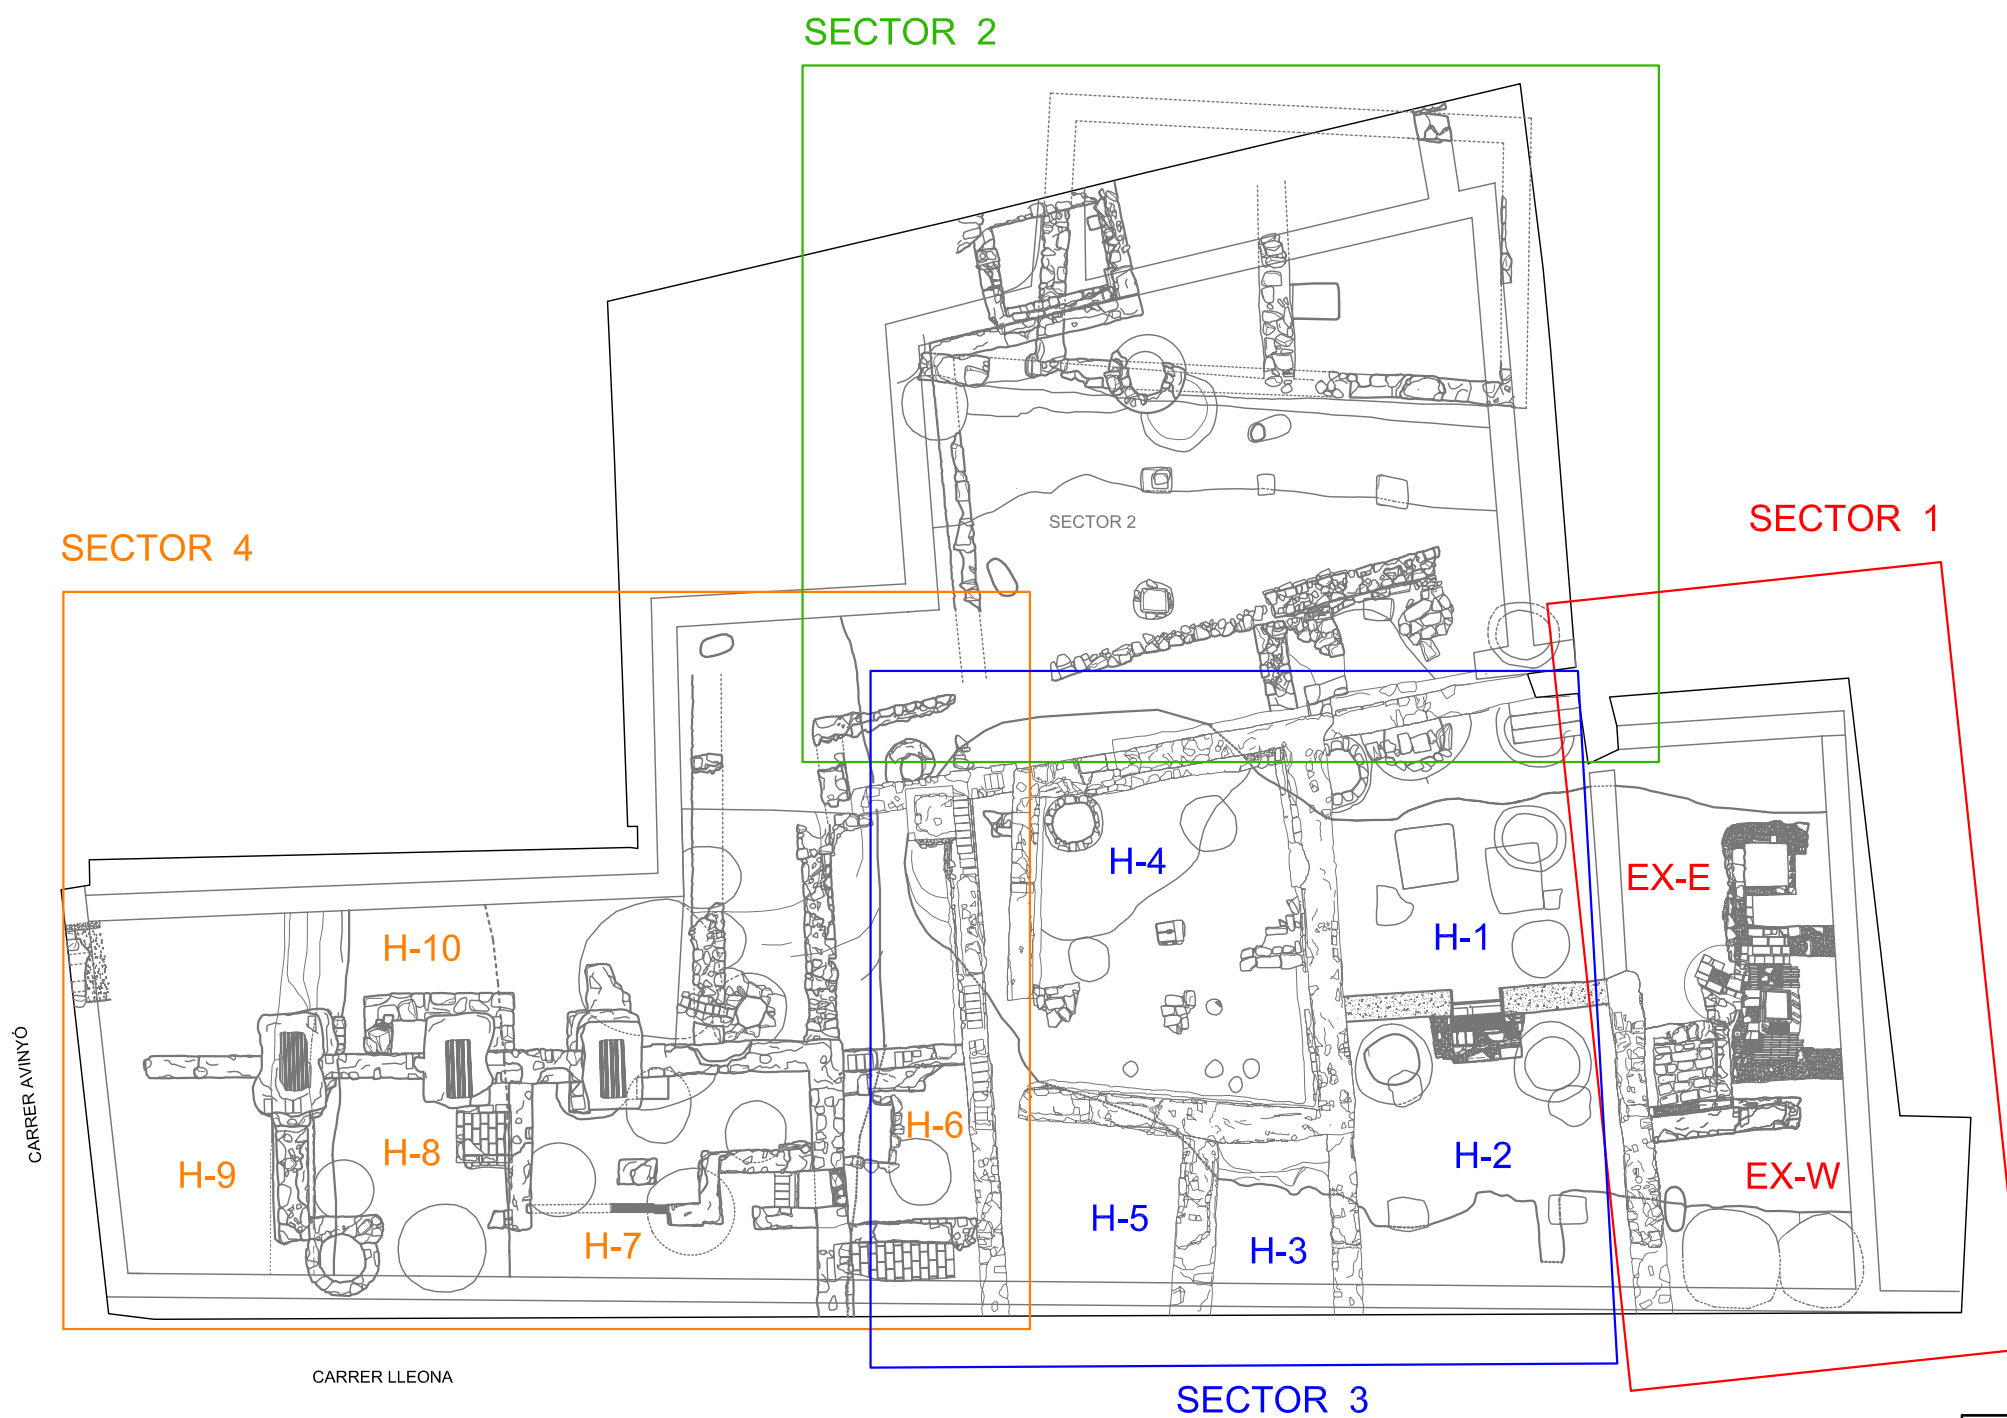 SECTOR 2
SECTOR 1
SECTOR 2
SECTOR 4
H-4
EX-E
H-1
H-10
CARRER AVINYÓ
H-6
H-8
H-2
H-9
EX-W
H-5
H-7
H-3
CARRER LLEONA
SECTOR 3